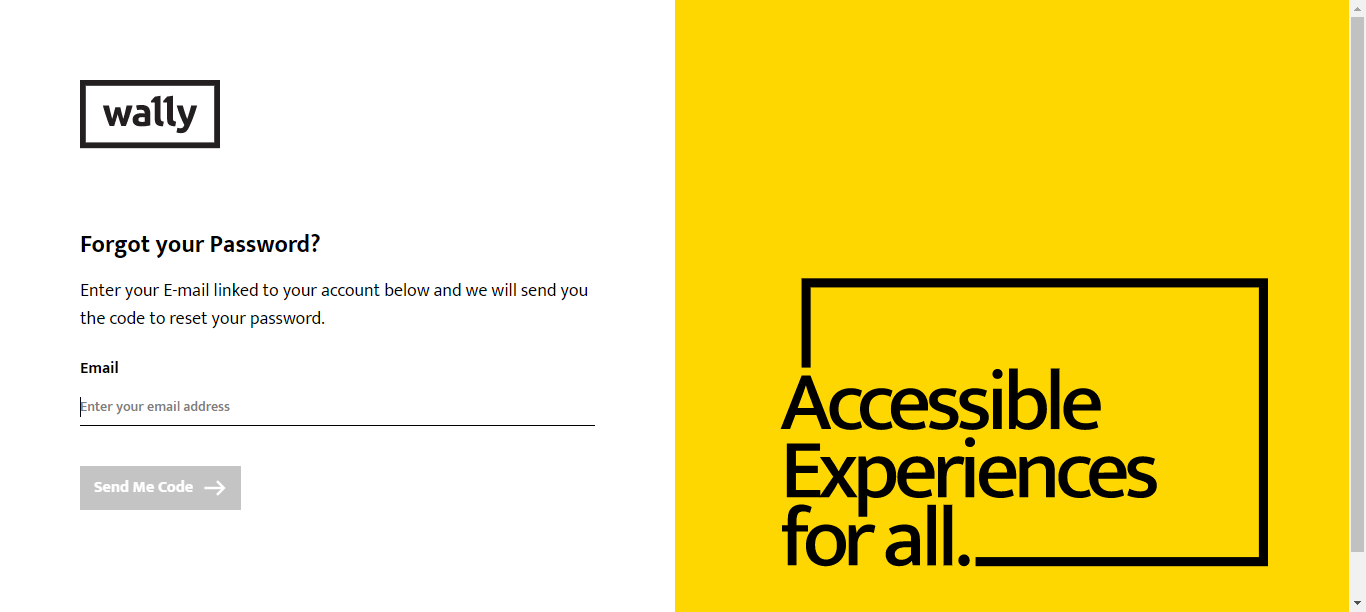 wally
Forgot your Password?
Enter your E-mail linked to your account below and we will send you
the code to reset your password.
Email
Enter your email address
Send Me Code
Accessible
Experiences
for all.